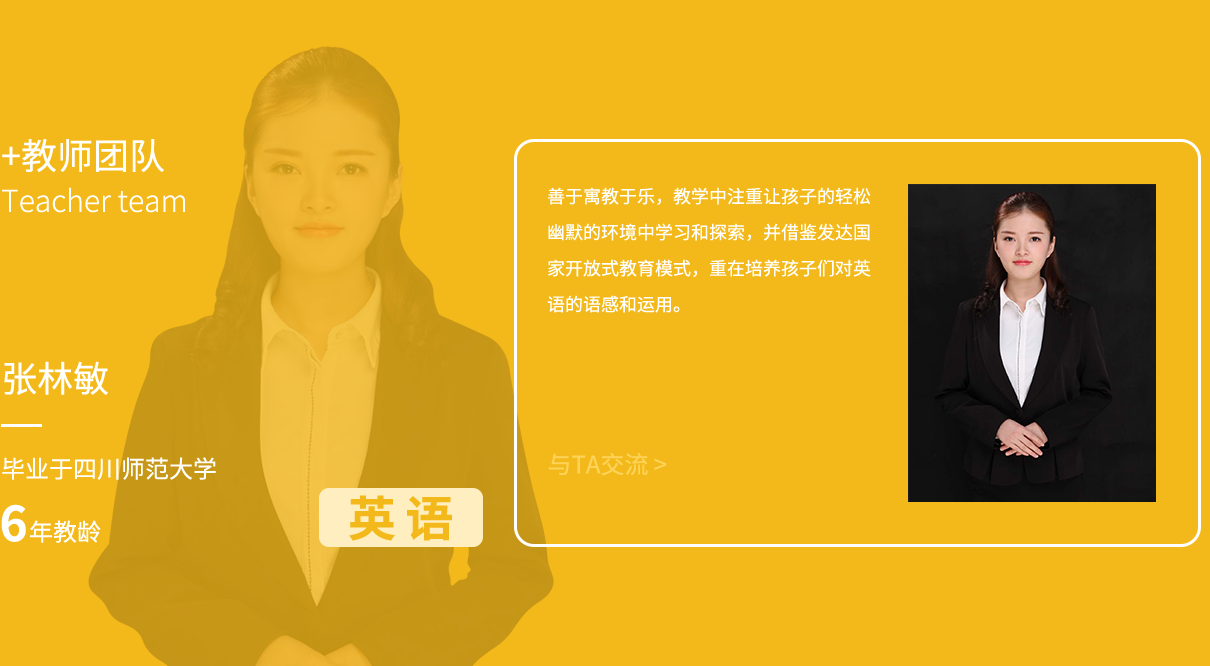 +教师团队
Teacher team
张林敏
毕业于四川师范大学
6年教龄
英语
善于寓教于乐，教学中注重让孩子的轻松
幽默的环境中学习和探索，并借鉴发达国
家开放式教育模式，重在培养孩子们对英
语的语感和运用。
与TA交流 >